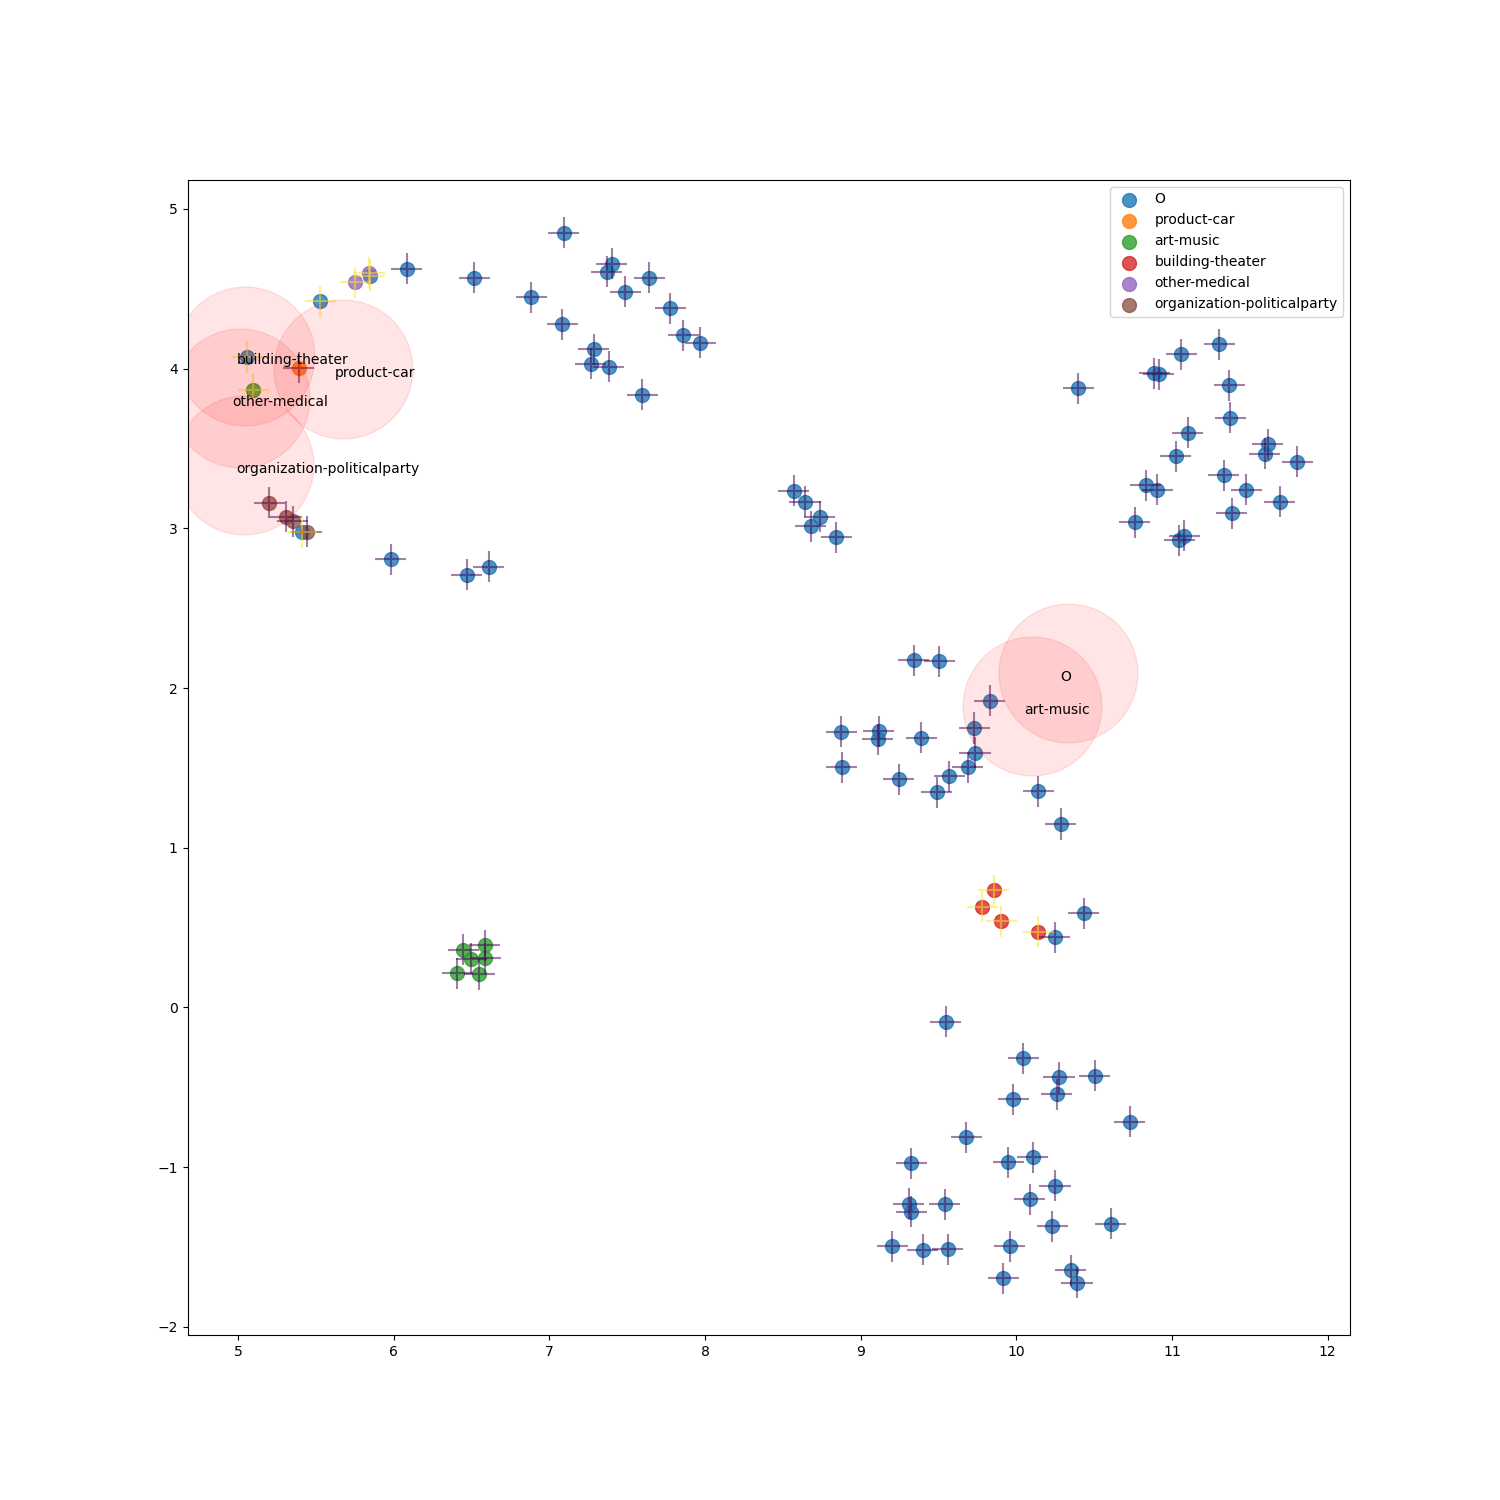 5
4
3
2
1
0
−1
−2
5
6
7
8
9
10
11
12
O
product-car
art-music
building-theater
other-medical
organization-politicalparty
building-theater
product-car
other-medical
organization-politicalparty
O
art-music